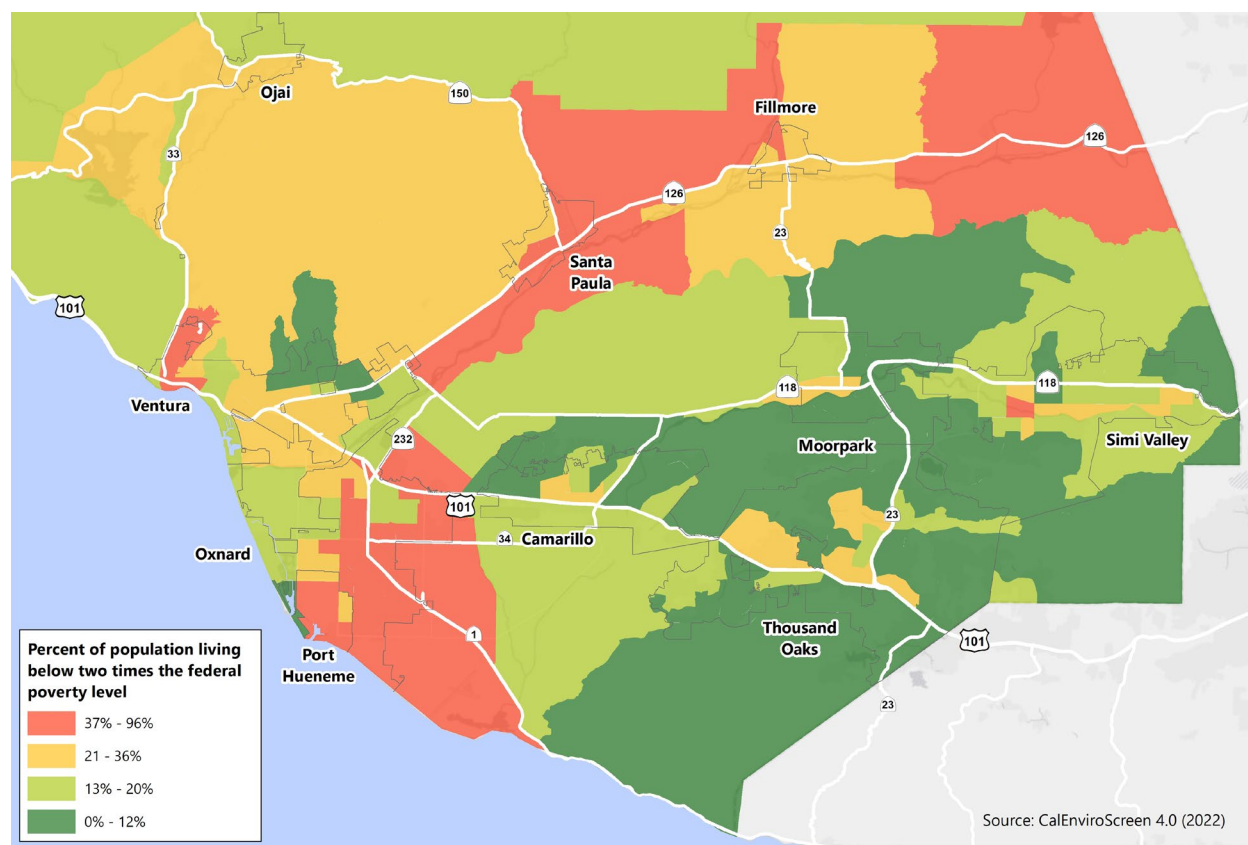 Ojai
150
Fillmore
33
126
126
23
Santa
Paula
101
118
118
Ventura
232
Moorpark
Simi Valley
101
23
34
Camarillo
Oxnard
1
Thousand
Oaks
101
Port
Hueneme
23
Percent of population living
below two times the federal
poverty level
37% - 96%
21 - 36%
13% - 20%
0% - 12%
Source: CalEnviroScreen 4.0 (2022)